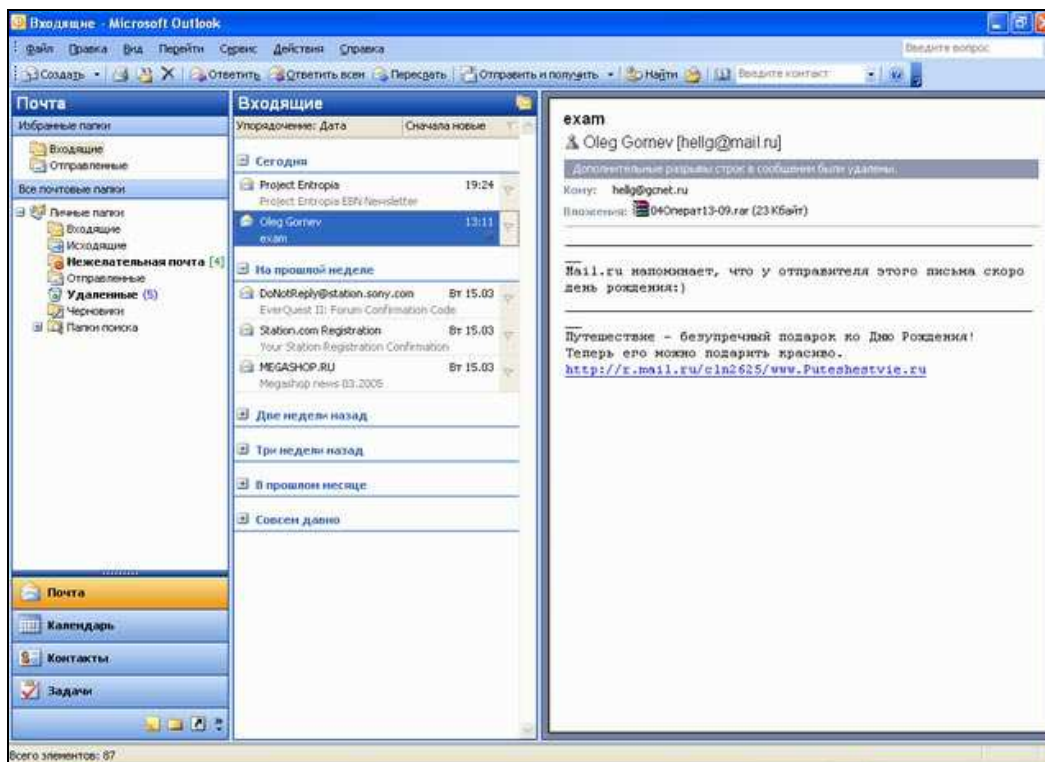 Входящие - Microsoft Outlook
Файл Правка Вид Перейти Сервис Действия Справка Введите вопрос
Создать Ответить Ответить всем Переслать Отправить и получить Найти Введите контакт
Почта
Избранные папки
Входящие
Отправленные
Все почтовые папки
Личные папки
Входящие
Исходящие
Нежелательная почта [4]
Отправленные
Удаленные (5)
Черновики
Папки поиска
Почта
Календарь
Контакты
Задачи
Входящие
Упорядочение: Дата Сначала новые
Сегодня
Project Entropia 19:24
Project Entropia EBN Newsletter
Oleg Gornev 13:11
exam
На прошлой неделе
DoNotReply@station.sony.com Вт 15.03
EverQuest II: Forum Confirmation Code
Station.com Registration Вт 15.03
Your Station Registration Confirmation
MEGASHOP.RU Вт 15.03
Megashop news 03.2005
Две недели назад
Три недели назад
В прошлом месяце
Совсем давно
exam
Oleg Gornev [hellg@mail.ru]
Дополнительные разрывы строк в сообщении были удалены.
Кому: hellg@gcnet.ru
Вложения: 04Операт13-09.rar (23 Кбайт)
Mail.ru напоминает, что у отправителя этого письма скоро
день рождения:)
Путешествие - безупречный подарок ко Дню Рождения!
Теперь его можно подарить красиво.
http://r.mail.ru/cln2625/www.Puteshestvie.ru
Всего элементов: 87